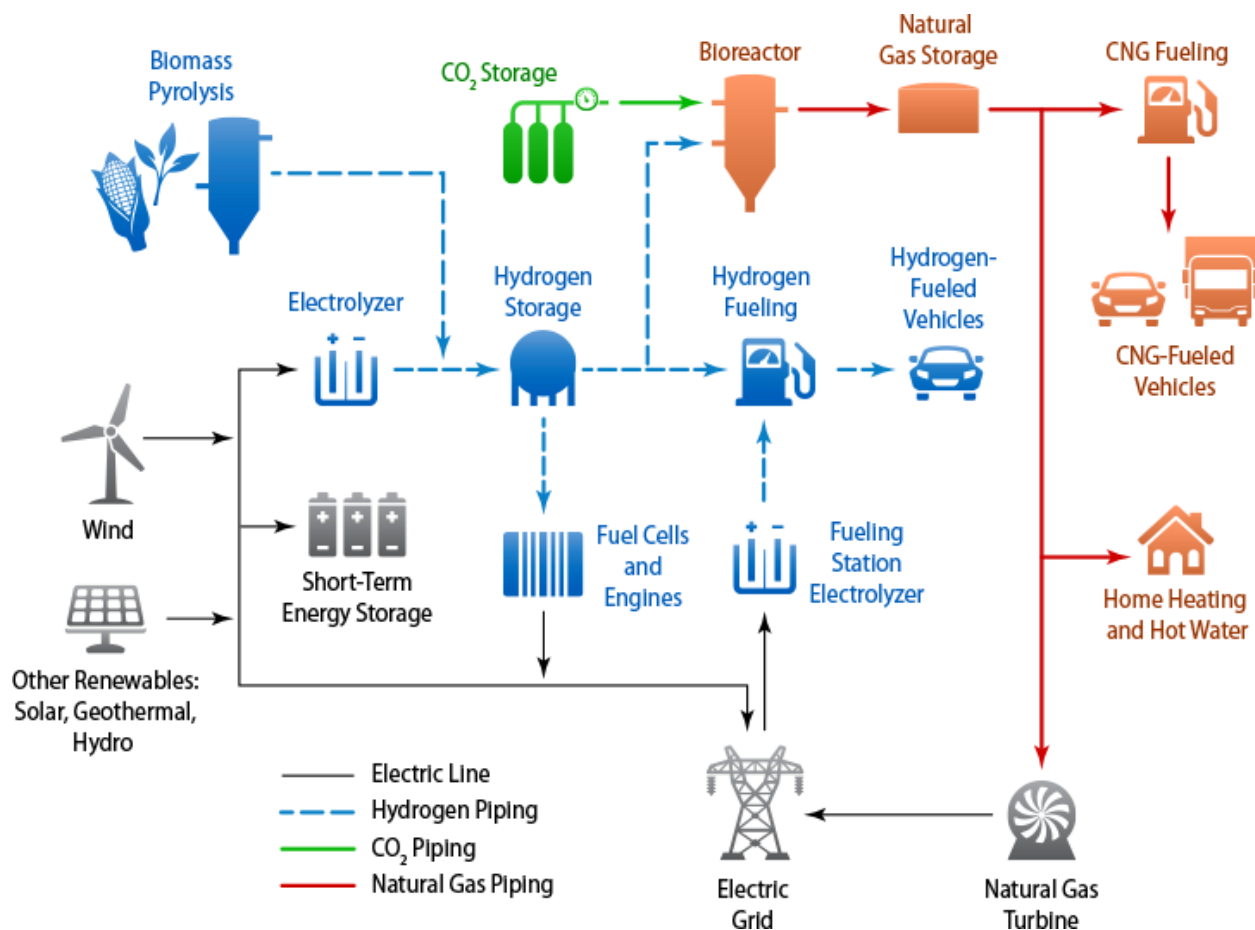 Biomass
Pyrolysis
CO₂ Storage
Bioreactor
Natural
Gas Storage
CNG Fueling
Electrolyzer
Hydrogen
Storage
Hydrogen
Fueling
Hydrogen-
Fueled
Vehicles
CNG-Fueled
Vehicles
+ −
Wind
+ + +
− − −
Short-Term
Energy Storage
Fuel Cells
and
Engines
+ −
Fueling
Station
Electrolyzer
Home Heating
and Hot Water
Other Renewables:
Solar, Geothermal,
Hydro
Electric Line
Hydrogen Piping
CO₂ Piping
Natural Gas Piping
Electric
Grid
Natural Gas
Turbine